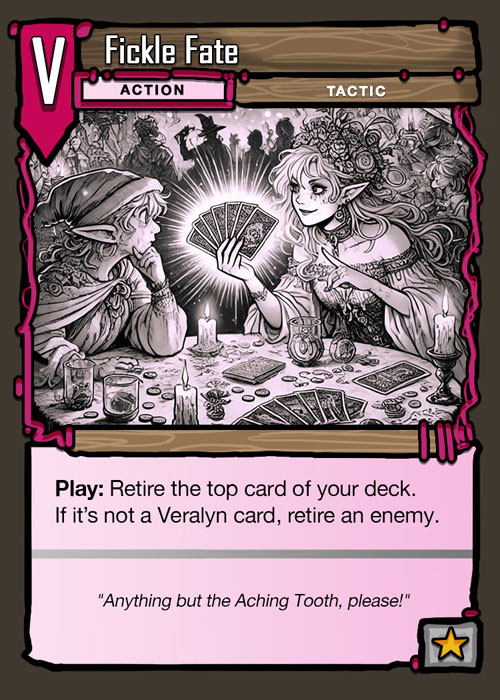 V
Fickle Fate
ACTION
TACTIC
Play: Retire the top card of your deck.
If it's not a Veralyn card, retire an enemy.
"Anything but the Aching Tooth, please!"